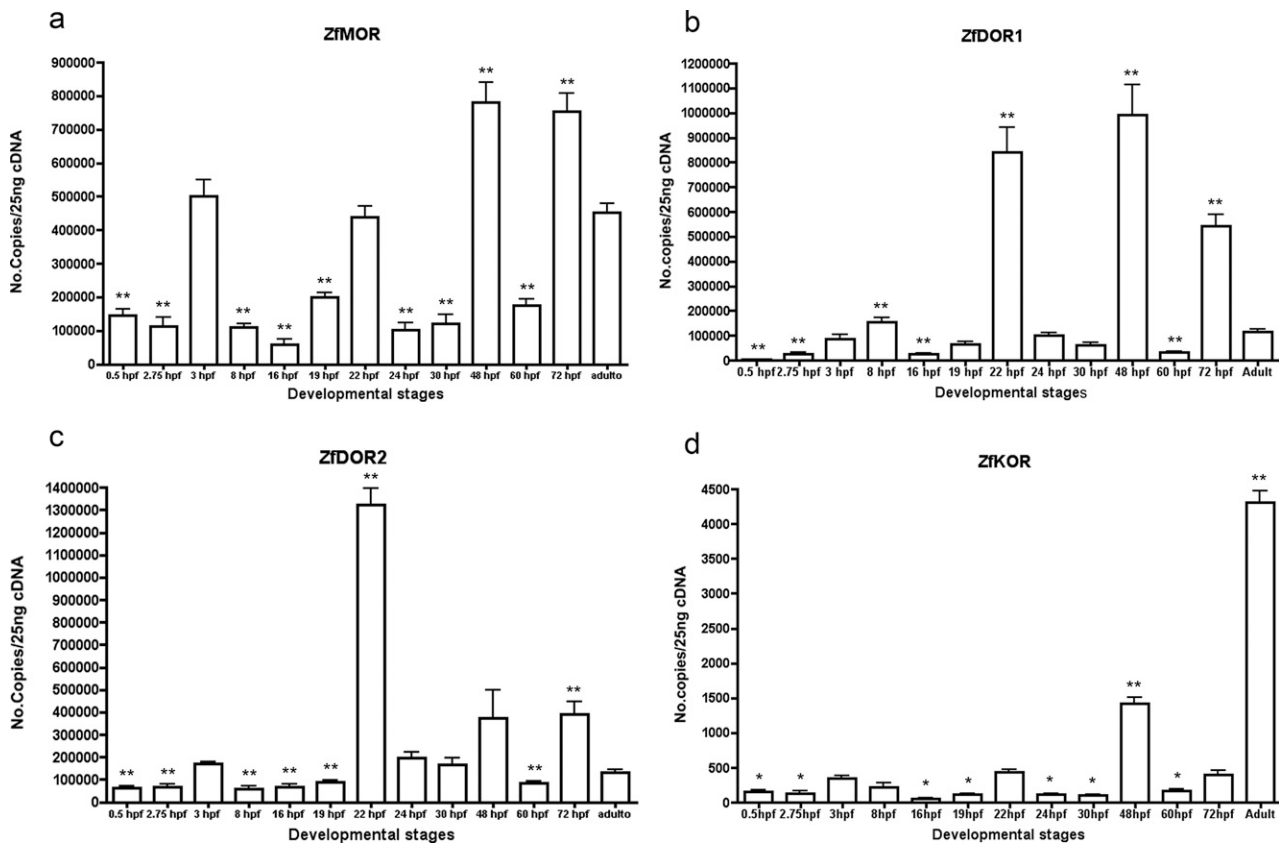 a
ZfMOR
No.Copies/25ng cDNA
900000
800000
700000
600000
500000
400000
300000
200000
100000
0
** ** ** ** ** ** ** ** ** **
0.5 hpf 2.75 hpf 3 hpf 8 hpf 16 hpf 19 hpf 22 hpf 24 hpf 30 hpf 48 hpf 60 hpf 72 hpf adulto
Developmental stages
b
ZfDOR1
No.copies/25ng cDNA
1200000
1100000
1000000
900000
800000
700000
600000
500000
400000
300000
200000
100000
0
** ** ** ** ** ** ** **
0.5 hpf 2.75 hpf 3 hpf 8 hpf 16 hpf 19 hpf 22 hpf 24 hpf 30 hpf 48 hpf 60 hpf 72 hpf Adult
Developmental stages
c
ZfDOR2
No.Copies/25ng cDNA
1400000
1300000
1200000
1100000
1000000
900000
800000
700000
600000
500000
400000
300000
200000
100000
0
** ** ** ** ** ** ** **
0.5 hpf 2.75 hpf 3 hpf 8 hpf 16 hpf 19 hpf 22 hpf 24 hpf 30 hpf 48 hpf 60 hpf 72 hpf adulto
Developmental stages
d
ZfKOR
No.copies/25ng cDNA
4500
4000
3500
3000
2500
2000
1500
1000
500
0
* * * * * * ** * **
0.5hpf 2.75hpf 3hpf 8hpf 16hpf 19hpf 22hpf 24hpf 30hpf 48hpf 60hpf 72hpf Adult
Developmental stages